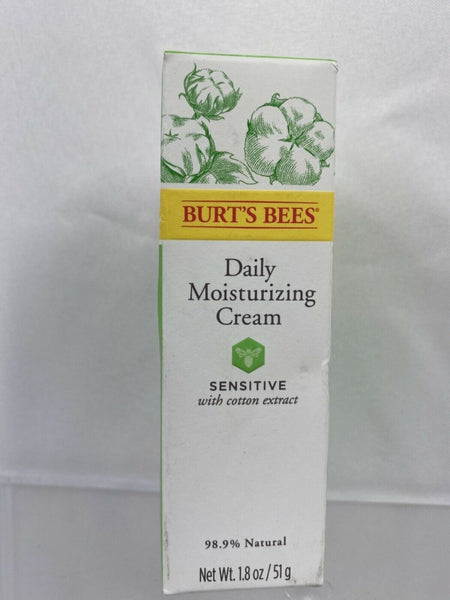 BURT'S BEES®
Daily
Moisturizing
Cream
SENSITIVE
with cotton extract
98.9% Natural
Net Wt. 1.8 oz / 51 g